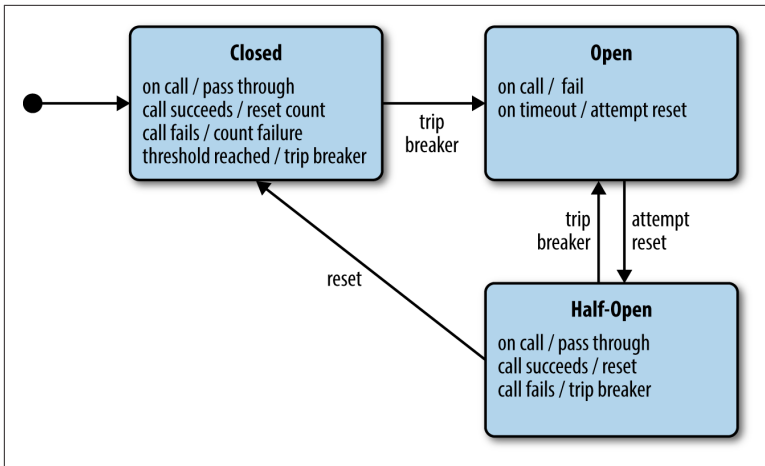 Closed
on call / pass through
call succeeds / reset count
call fails / count failure
threshold reached / trip breaker
trip
breaker
Open
on call / fail
on timeout / attempt reset
trip
breaker
attempt
reset
reset
Half-Open
on call / pass through
call succeeds / reset
call fails / trip breaker